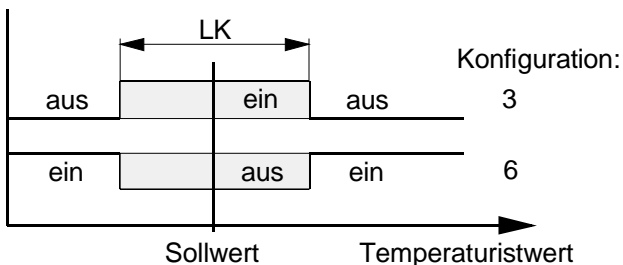 LK
Konfiguration:
aus ein aus 3
ein aus ein 6
Sollwert Temperaturistwert